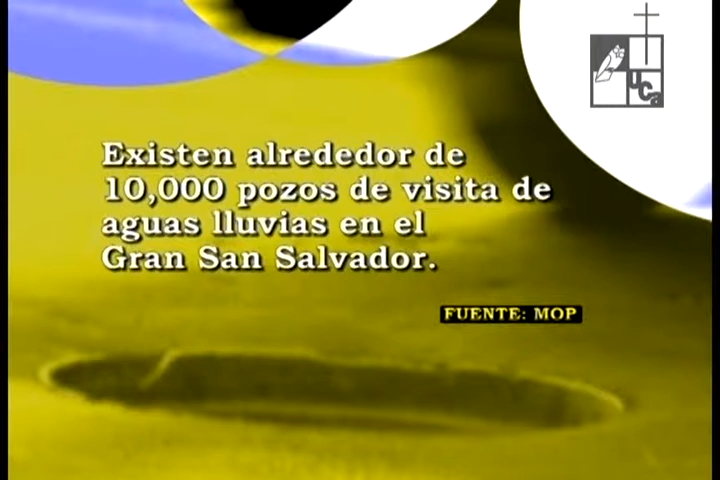 uca
Existen alrededor de
10,000 pozos de visita de
aguas lluvias en el
Gran San Salvador.
FUENTE: MOP